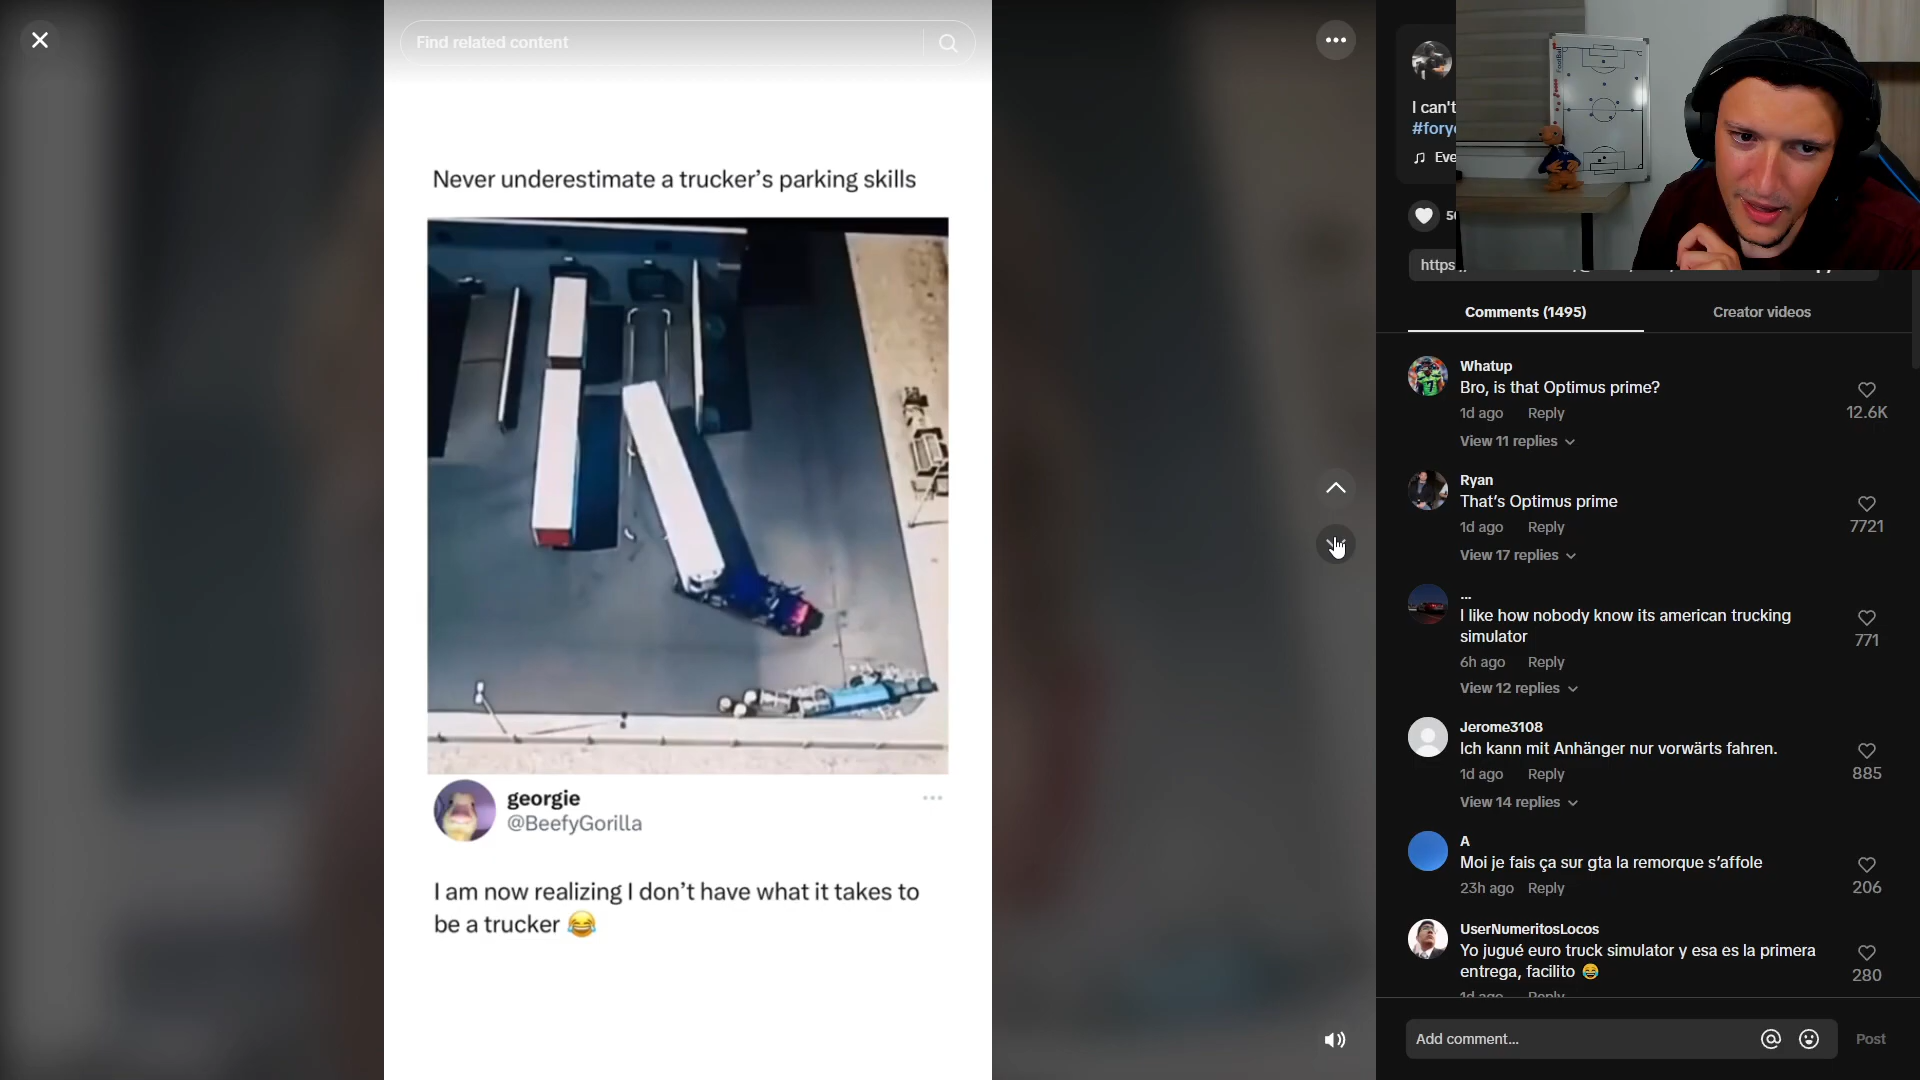 Find related content
Never underestimate a trucker's parking skills
georgie
@BeefyGorilla
I am now realizing I don't have what it takes to
be a trucker 😂
FootBall
I can't
♫ Eve
https
Comments (1495)
Creator videos
Whatup
Bro, is that Optimus prime?
1d ago Reply
12.6K
View 11 replies
Ryan
That's Optimus prime
1d ago Reply
7721
View 17 replies
...
I like how nobody know its american trucking
simulator
6h ago Reply
771
View 12 replies
Jerome3108
Ich kann mit Anhänger nur vorwärts fahren.
1d ago Reply
885
View 14 replies
A
Moi je fais ça sur gta la remorque s'affole
23h ago Reply
206
UserNumeritosLocos
Yo jugué euro truck simulator y esa es la primera
entrega, facilito 😂
1d ago Reply
280
Add comment...
Post